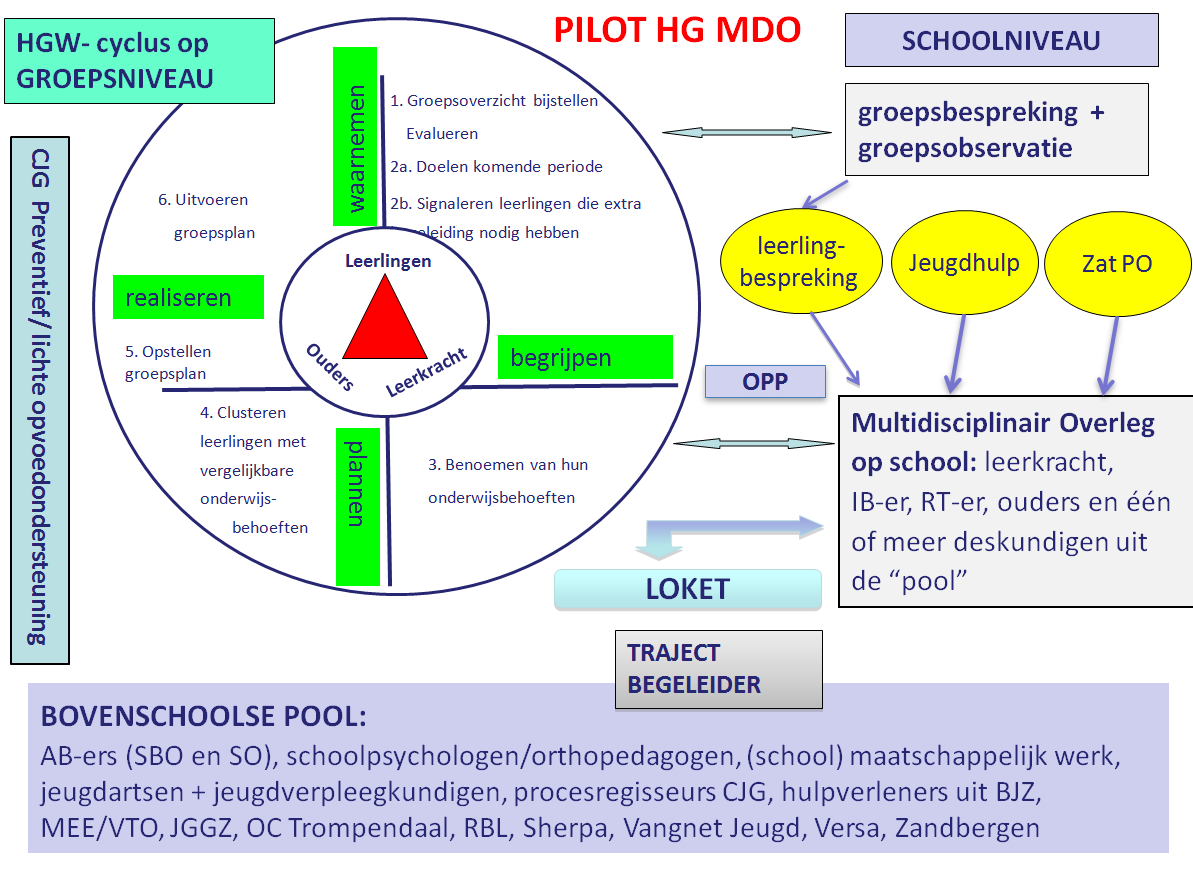 HGW- cyclus op
GROEPSNIVEAU
PILOT HG MDO
SCHOOLNIVEAU
CJG Preventief/ lichte opvoedondersteuning
waarnemen
1. Groepsoverzicht bijstellen
Evalueren
2a. Doelen komende periode
2b. Signaleren leerlingen die extra
eleiding nodig hebben
6. Uitvoeren
groepsplan
realiseren
5. Opstellen
groepsplan
Leerlingen
Ouders
Leerkracht
begrijpen
4. Clusteren
leerlingen met
vergelijkbare
onderwijs-
behoeften
plannen
3. Benoemen van hun
onderwijsbehoeften
groepsbespreking +
groepsobservatie
leerling-
bespreking
Jeugdhulp
Zat PO
OPP
Multidisciplinair Overleg
op school: leerkracht,
IB-er, RT-er, ouders en één
of meer deskundigen uit
de “pool”
LOKET
TRAJECT
BEGELEIDER
BOVENSCHOOLSE POOL:
AB-ers (SBO en SO), schoolpsychologen/orthopedagogen, (school) maatschappelijk werk,
jeugdartsen + jeugdverpleegkundigen, procesregisseurs CJG, hulpverleners uit BJZ,
MEE/VTO, JGGZ, OC Trompendaal, RBL, Sherpa, Vangnet Jeugd, Versa, Zandbergen